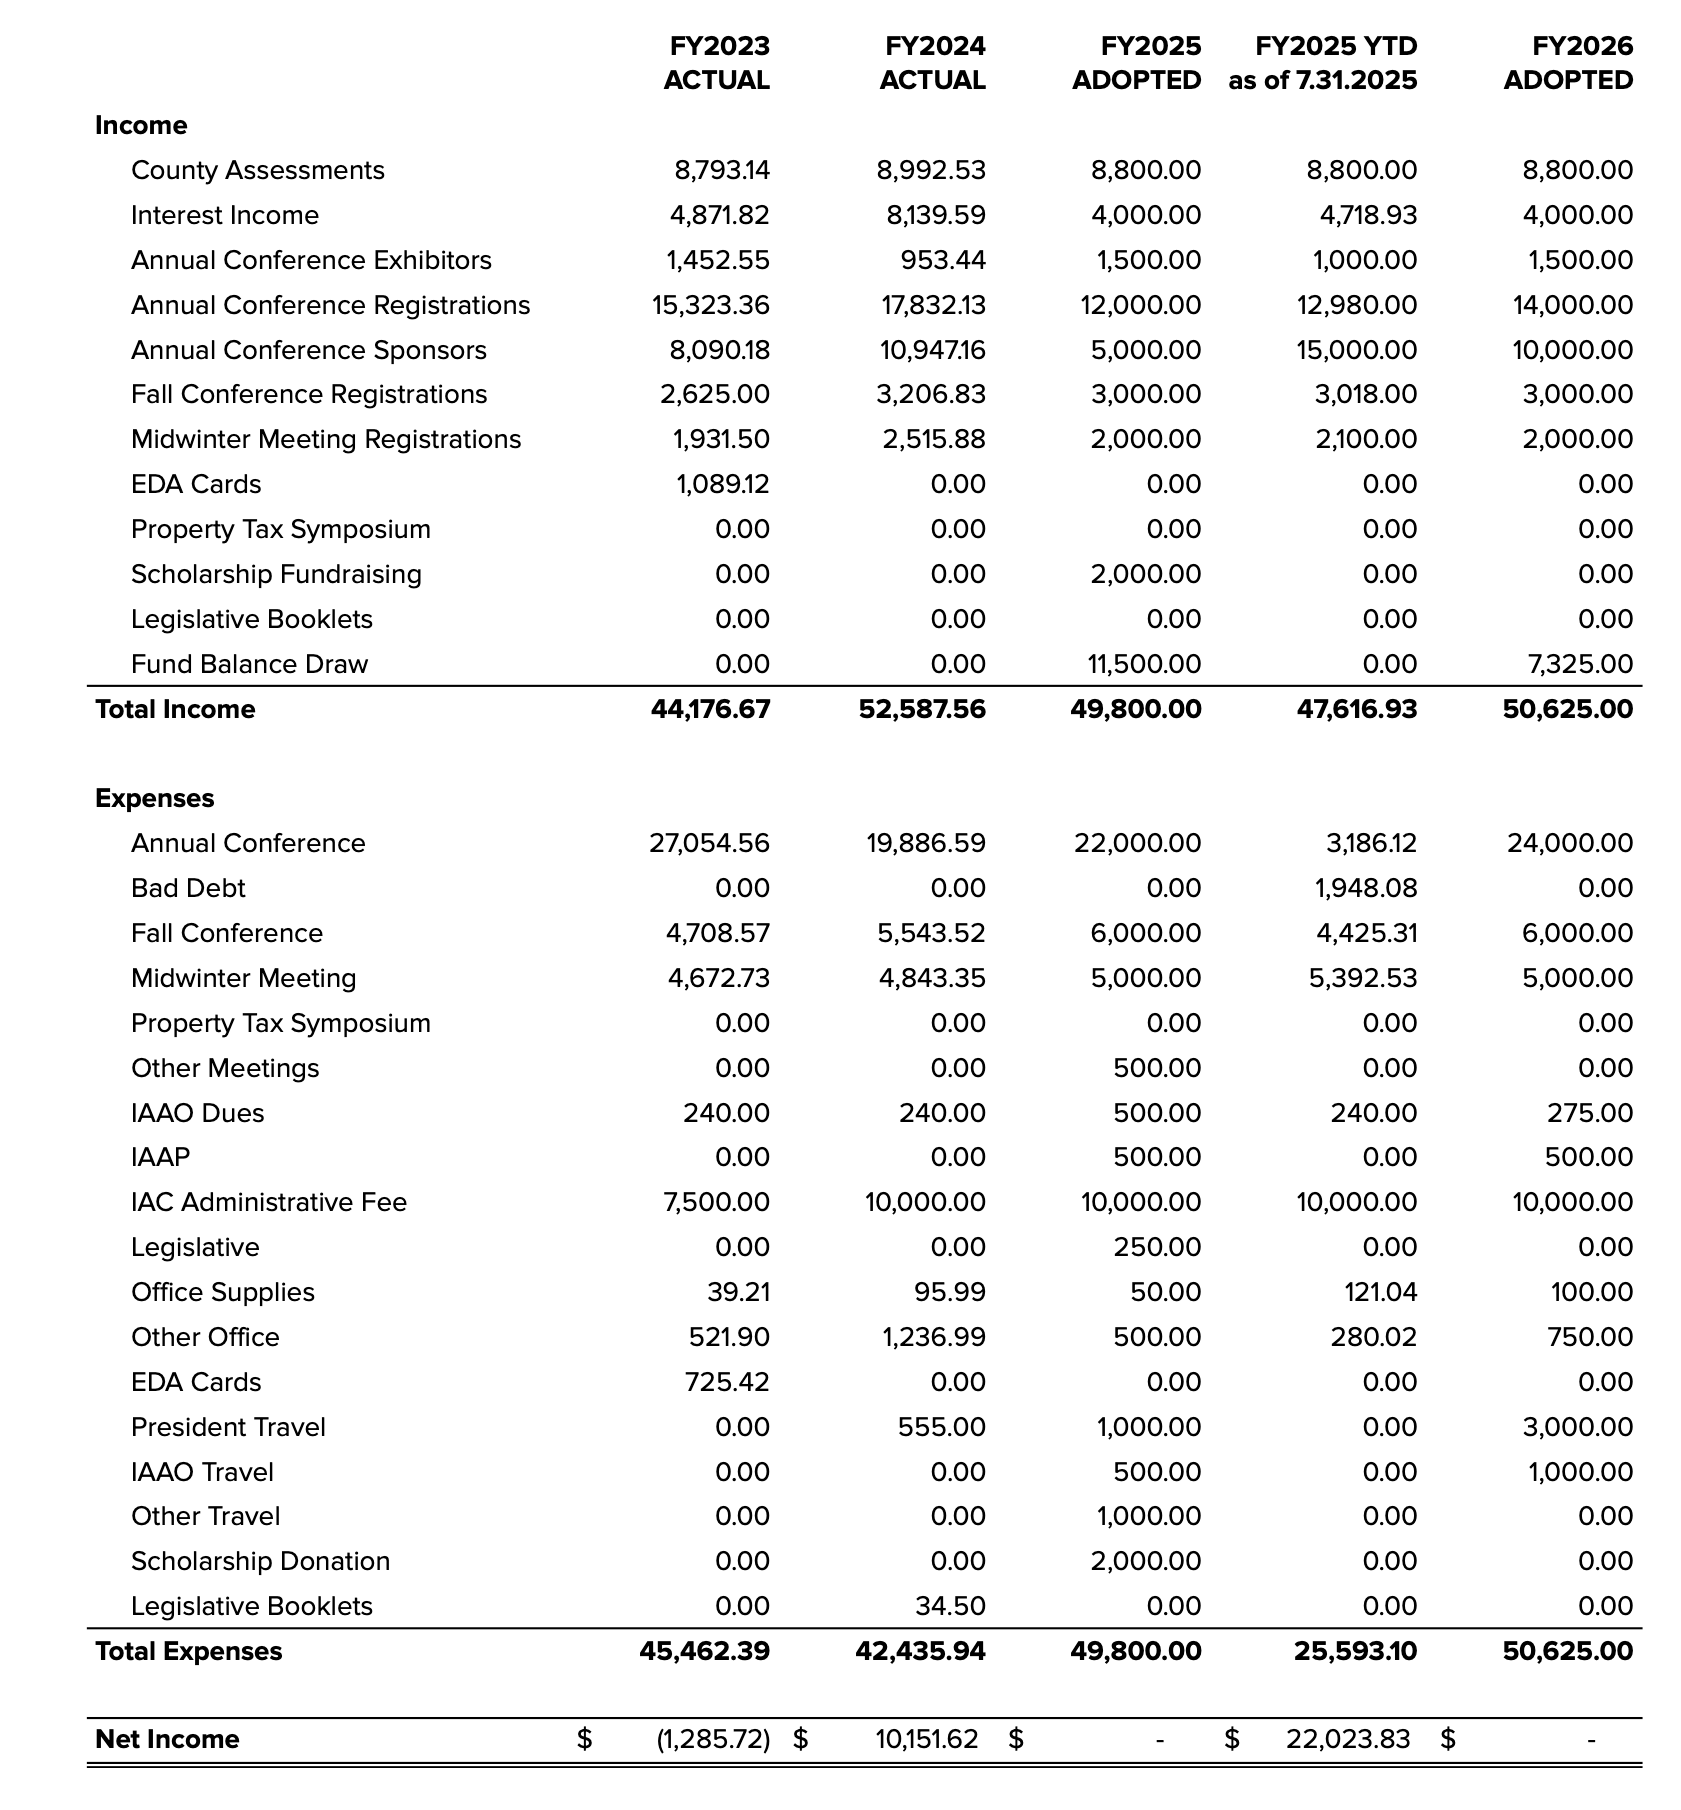 FY2023 FY2024 FY2025 FY2025 YTD FY2026
ACTUAL ACTUAL ADOPTED as of 7.31.2025 ADOPTED
Income
County Assessments 8,793.14 8,992.53 8,800.00 8,800.00 8,800.00
Interest Income 4,871.82 8,139.59 4,000.00 4,718.93 4,000.00
Annual Conference Exhibitors 1,452.55 953.44 1,500.00 1,000.00 1,500.00
Annual Conference Registrations 15,323.36 17,832.13 12,000.00 12,980.00 14,000.00
Annual Conference Sponsors 8,090.18 10,947.16 5,000.00 15,000.00 10,000.00
Fall Conference Registrations 2,625.00 3,206.83 3,000.00 3,018.00 3,000.00
Midwinter Meeting Registrations 1,931.50 2,515.88 2,000.00 2,100.00 2,000.00
EDA Cards 1,089.12 0.00 0.00 0.00 0.00
Property Tax Symposium 0.00 0.00 0.00 0.00 0.00
Scholarship Fundraising 0.00 0.00 2,000.00 0.00 0.00
Legislative Booklets 0.00 0.00 0.00 0.00 0.00
Fund Balance Draw 0.00 0.00 11,500.00 0.00 7,325.00
Total Income 44,176.67 52,587.56 49,800.00 47,616.93 50,625.00
Expenses
Annual Conference 27,054.56 19,886.59 22,000.00 3,186.12 24,000.00
Bad Debt 0.00 0.00 0.00 1,948.08 0.00
Fall Conference 4,708.57 5,543.52 6,000.00 4,425.31 6,000.00
Midwinter Meeting 4,672.73 4,843.35 5,000.00 5,392.53 5,000.00
Property Tax Symposium 0.00 0.00 0.00 0.00 0.00
Other Meetings 0.00 0.00 500.00 0.00 0.00
IAAO Dues 240.00 240.00 500.00 240.00 275.00
IAAP 0.00 0.00 500.00 0.00 500.00
IAC Administrative Fee 7,500.00 10,000.00 10,000.00 10,000.00 10,000.00
Legislative 0.00 0.00 250.00 0.00 0.00
Office Supplies 39.21 95.99 50.00 121.04 100.00
Other Office 521.90 1,236.99 500.00 280.02 750.00
EDA Cards 725.42 0.00 0.00 0.00 0.00
President Travel 0.00 555.00 1,000.00 0.00 3,000.00
IAAO Travel 0.00 0.00 500.00 0.00 1,000.00
Other Travel 0.00 0.00 1,000.00 0.00 0.00
Scholarship Donation 0.00 0.00 2,000.00 0.00 0.00
Legislative Booklets 0.00 34.50 0.00 0.00 0.00
Total Expenses 45,462.39 42,435.94 49,800.00 25,593.10 50,625.00
Net Income $ (1,285.72) $ 10,151.62 $ - $ 22,023.83 $ -